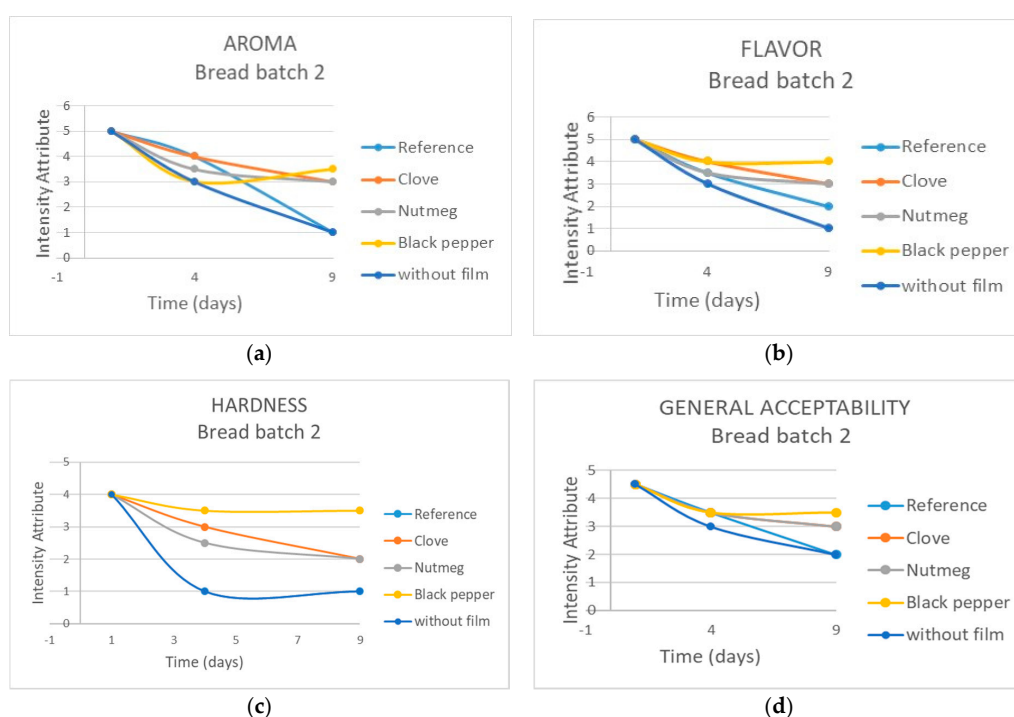 AROMA
Bread batch 2
Intensity Attribute
6
5
4
3
2
1
0
-1
4
9
Time (days)
Reference
Clove
Nutmeg
Black pepper
without film
(a)
FLAVOR
Bread batch 2
Intensity Attribute
6
5
4
3
2
1
0
-1
4
9
Time (days)
Reference
Clove
Nutmeg
Black pepper
without film
(b)
HARDNESS
Bread batch 2
Intensity Attribute
5
4
3
2
1
0
-1
1
3
5
7
9
Time (days)
Reference
Clove
Nutmeg
Black pepper
without film
(c)
GENERAL ACCEPTABILITY
Bread batch 2
Intensity Attribute
5
4
3
2
1
0
-1
4
9
Time (days)
Reference
Clove
Nutmeg
Black pepper
without film
(d)